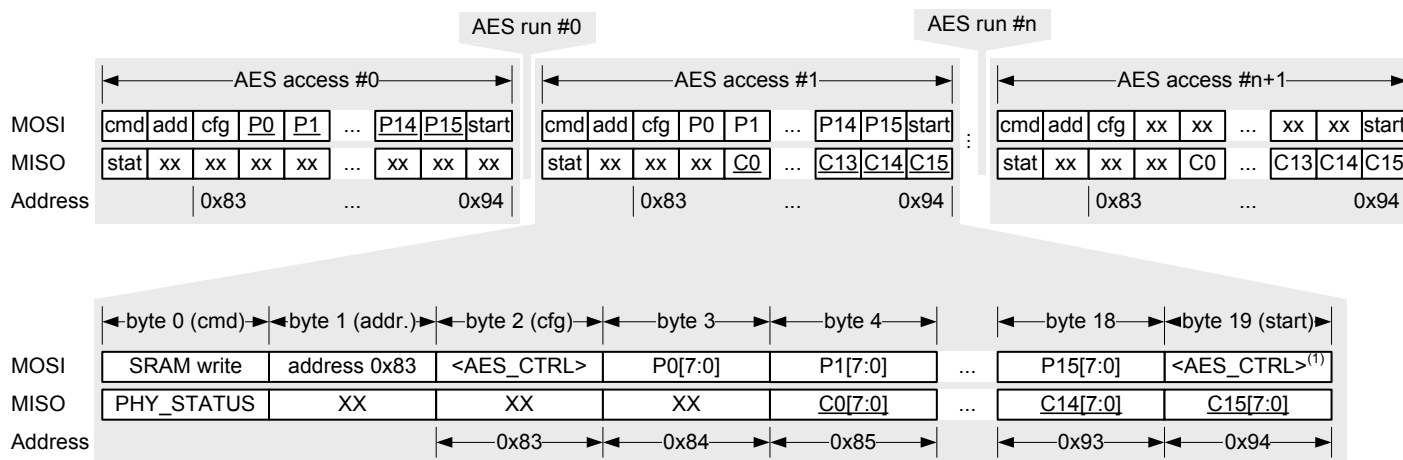 AES run #0 AES run #n
AES access #0 AES access #1 AES access #n+1
MOSI cmd add cfg P0 P1 ... P14 P15 start cmd add cfg P0 P1 ... P14 P15 start ... cmd add cfg xx xx ... xx xx start
MISO stat xx xx xx xx ... xx xx xx stat xx xx xx C0 ... C13 C14 C15 stat xx xx xx C0 ... C13 C14 C15
Address 0x83 ... 0x94 0x83 ... 0x94 0x83 ... 0x94
byte 0 (cmd) byte 1 (addr.) byte 2 (cfg) byte 3 byte 4 byte 18 byte 19 (start)
MOSI SRAM write address 0x83 <AES_CTRL> P0[7:0] P1[7:0] ... P15[7:0] <AES_CTRL>(1)
MISO PHY_STATUS XX XX XX C0[7:0] ... C14[7:0] C15[7:0]
Address 0x83 0x84 0x85 0x93 0x94